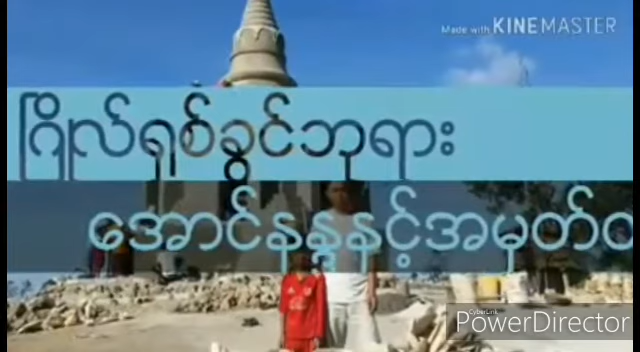 Made with KINEMASTER
ဂြိုလ်ရှစ်ခွင်ဘုရား
အောင်နန္ဒနှင့်အမှတ်တ
CyberLink
PowerDirector